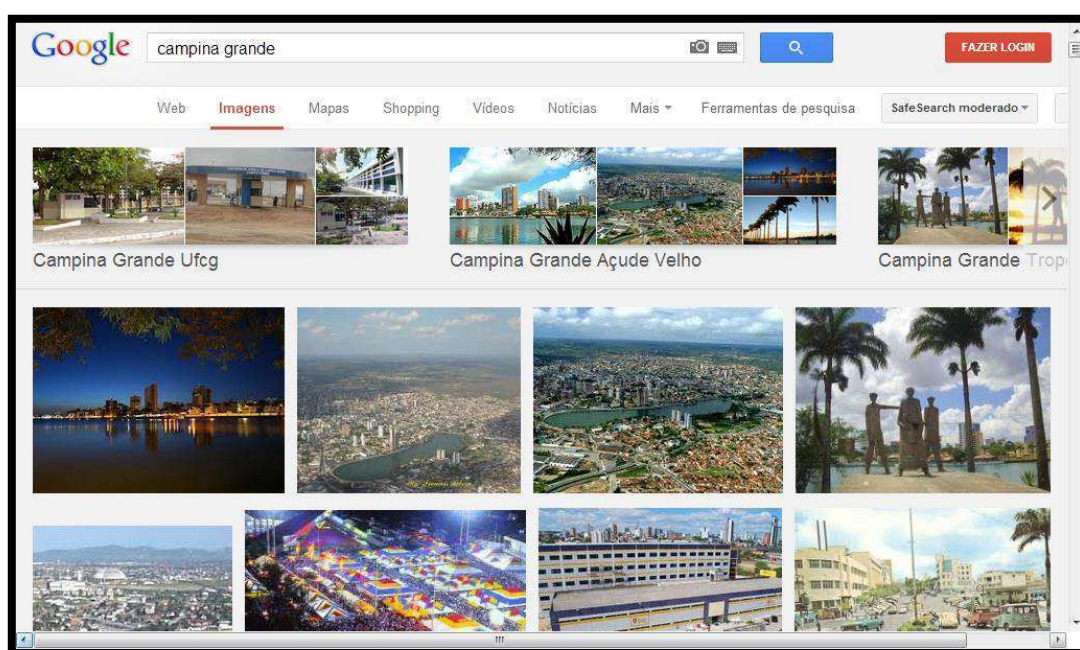 Google
campina grande
FAZER LOGIN
Web Imagens Mapas Shopping Vídeos Notícias Mais Ferramentas de pesquisa SafeSearch moderado
Campina Grande Ufcg
Campina Grande Açude Velho
Campina Grande